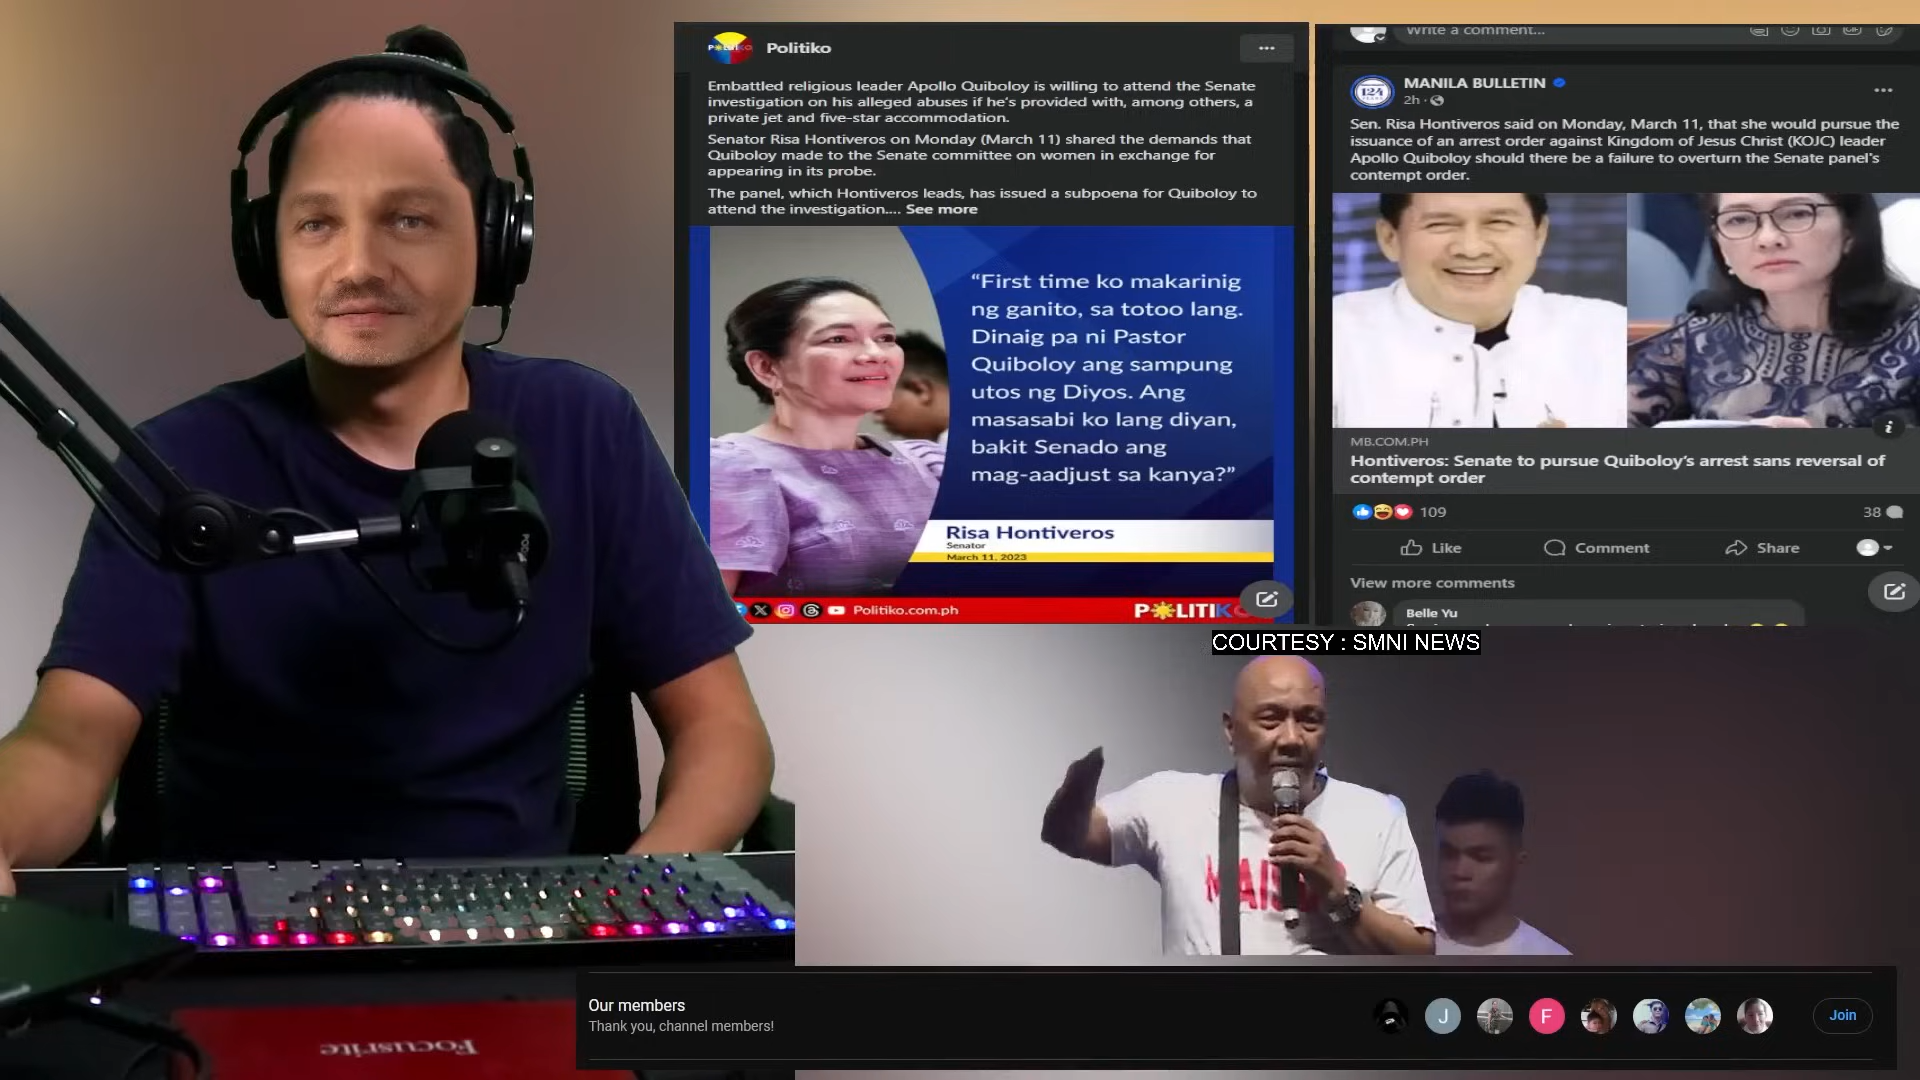 POLITIKO
Politiko
Embattled religious leader Apollo Quiboloy is willing to attend the Senate
investigation on his alleged abuses if he's provided with, among others, a
private jet and five-star accommodation.
Senator Risa Hontiveros on Monday (March 11) shared the demands that
Quiboloy made to the Senate committee on women in exchange for
appearing in its probe.
The panel, which Hontiveros leads, has issued a subpoena for Quiboloy to
attend the investigation.... See more
“First time ko makarinig
ng ganito, sa totoo lang.
Dinaig pa ni Pastor
Quiboloy ang sampung
utos ng Diyos. Ang
masasabi ko lang diyan,
bakit Senado ang
mag-aadjust sa kanya?”
Risa Hontiveros
Senator
March 11, 2023
Politiko.com.ph
POLITIK
Write a comment...
124
MANILA BULLETIN
2h
Sen. Risa Hontiveros said on Monday, March 11, that she would pursue the
issuance of an arrest order against Kingdom of Jesus Christ (KOJC) leader
Apollo Quiboloy should there be a failure to overturn the Senate panel's
contempt order.
MB.COM.PH
Hontiveros: Senate to pursue Quiboloy's arrest sans reversal of
contempt order
109
38
Like
Comment
Share
View more comments
Belle Yu
COURTESY : SMNI NEWS
Focusrite
Our members
Thank you, channel members!
J
F
Join